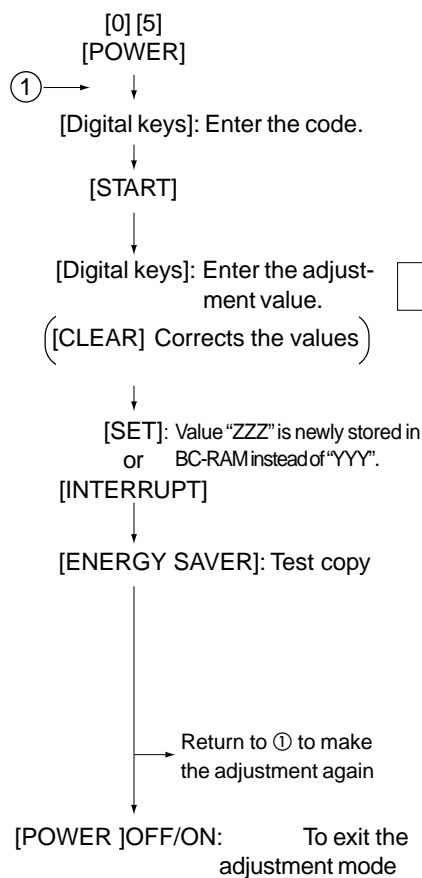 [0] [5]
[POWER]
①
[Digital keys]: Enter the code.
[START]
[Digital keys]: Enter the adjust-
ment value.
([CLEAR] Corrects the values)
[SET]: Value “ZZZ” is newly stored in
or BC-RAM instead of “YYY”.
[INTERRUPT]
[ENERGY SAVER]: Test copy
Return to ① to make
the adjustment again
[POWER ]OFF/ON: To exit the
adjustment mode